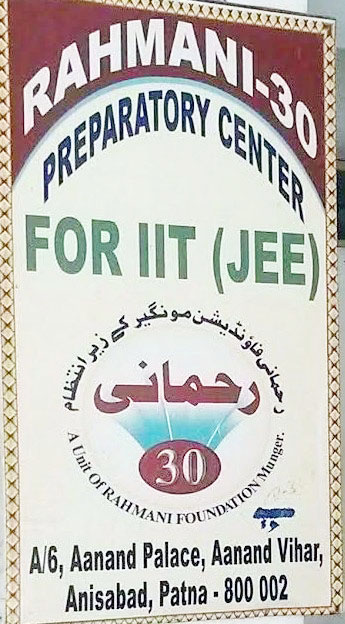 RAHMANI-30
PREPARATORY CENTER
FOR IIT (JEE)
رحمانی فاؤنڈیشن مونگیر کے زیر انتظام
رحمانی
30
A Unit Of RAHMANI FOUNDATION Munger.
A/6, Aanand Palace, Aanand Vihar,
Anisabad, Patna - 800 002